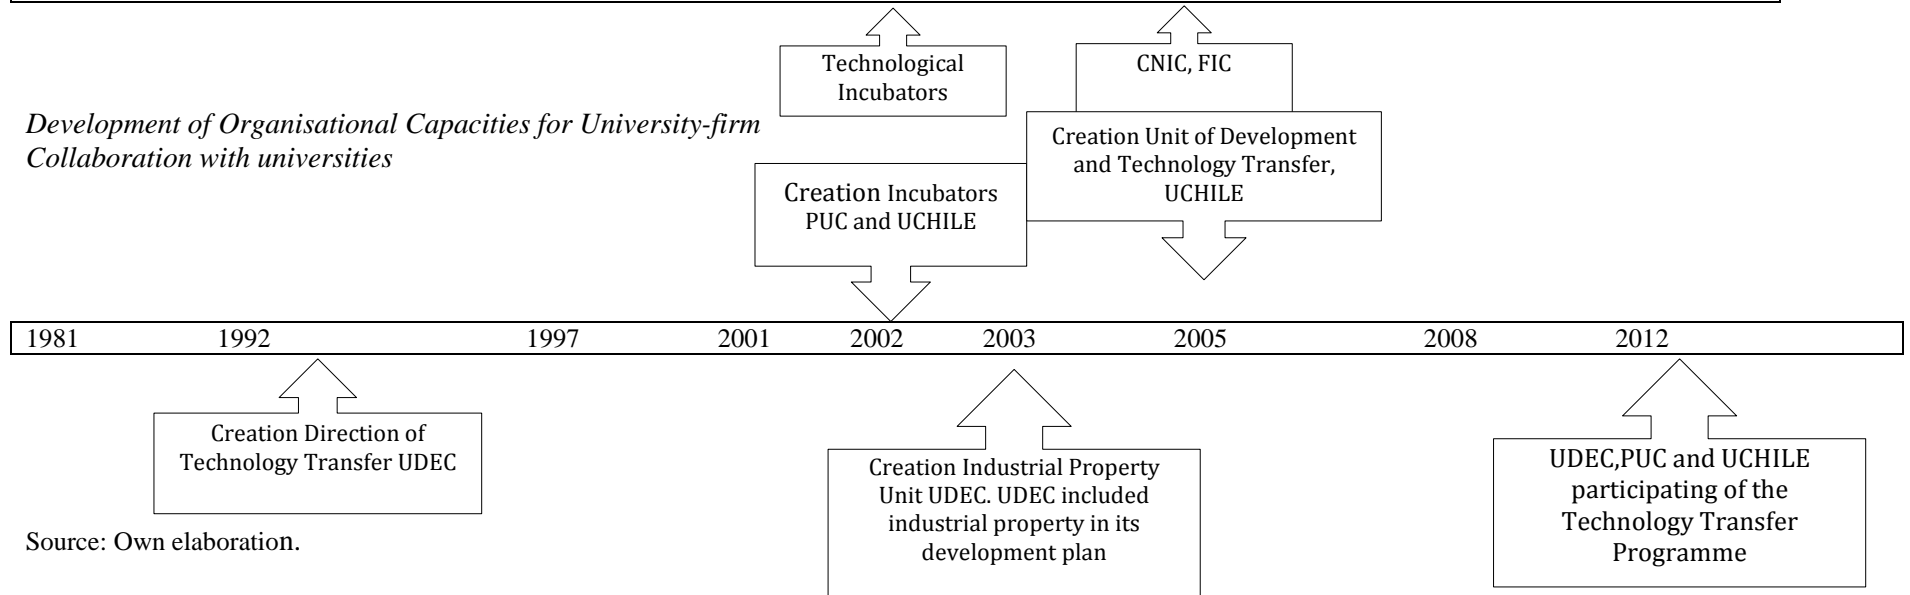 Technological
Incubators
CNIC, FIC
Development of Organisational Capacities for University-firm
Collaboration with universities
Creation Unit of Development
and Technology Transfer,
UCHILE
Creation Incubators
PUC and UCHILE
1981 1992 1997 2001 2002 2003 2005 2008 2012
Creation Direction of
Technology Transfer UDEC
Creation Industrial Property
Unit UDEC. UDEC included
industrial property in its
development plan
UDEC,PUC and UCHILE
participating of the
Technology Transfer
Programme
Source: Own elaboration.